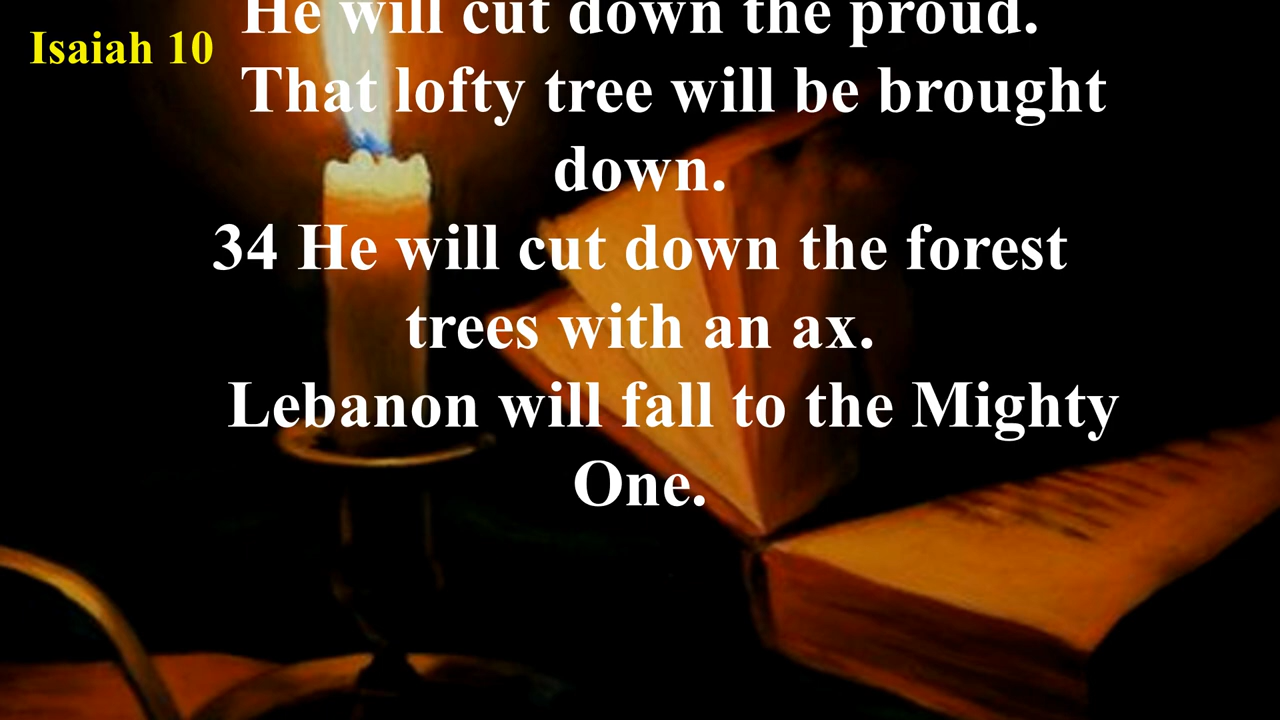 Isaiah 10
He will cut down the proud.
That lofty tree will be brought
down.
34 He will cut down the forest
trees with an ax.
Lebanon will fall to the Mighty
One.